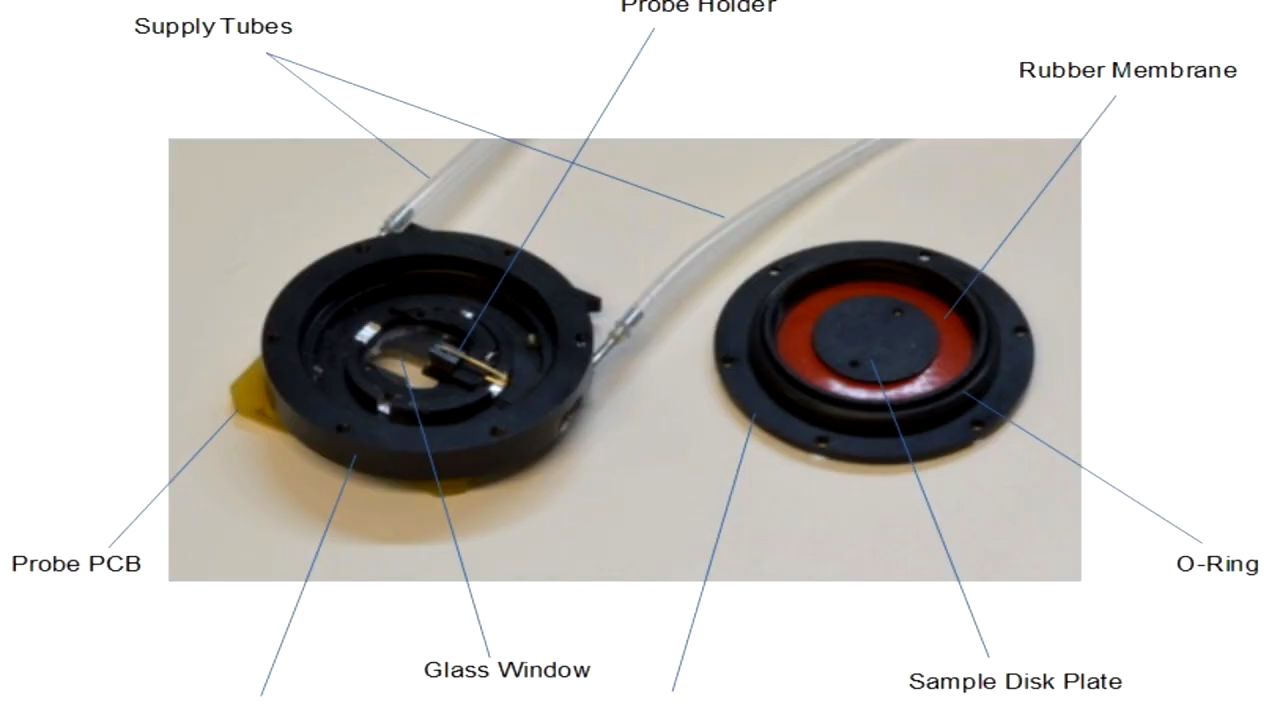 Probe Holder
Supply Tubes
Rubber Membrane
Probe PCB
O-Ring
Glass Window
Sample Disk Plate